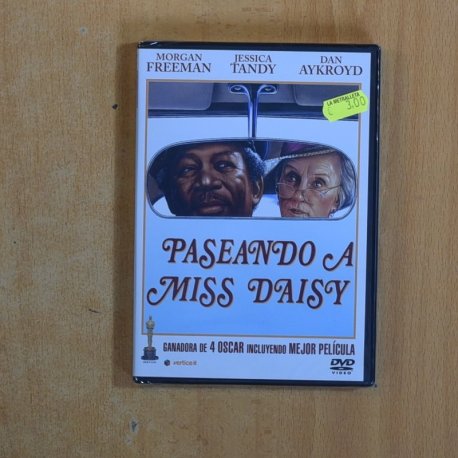 MORGAN FREEMAN
JESSICA TANDY
DAN AYKROYD
LA METRALLETA
€ 3,00
PASEANDO A
MISS DAISY
GANADORA DE 4 OSCAR INCLUYENDO MEJOR PELÍCULA
vertice
DVD
VIDEO